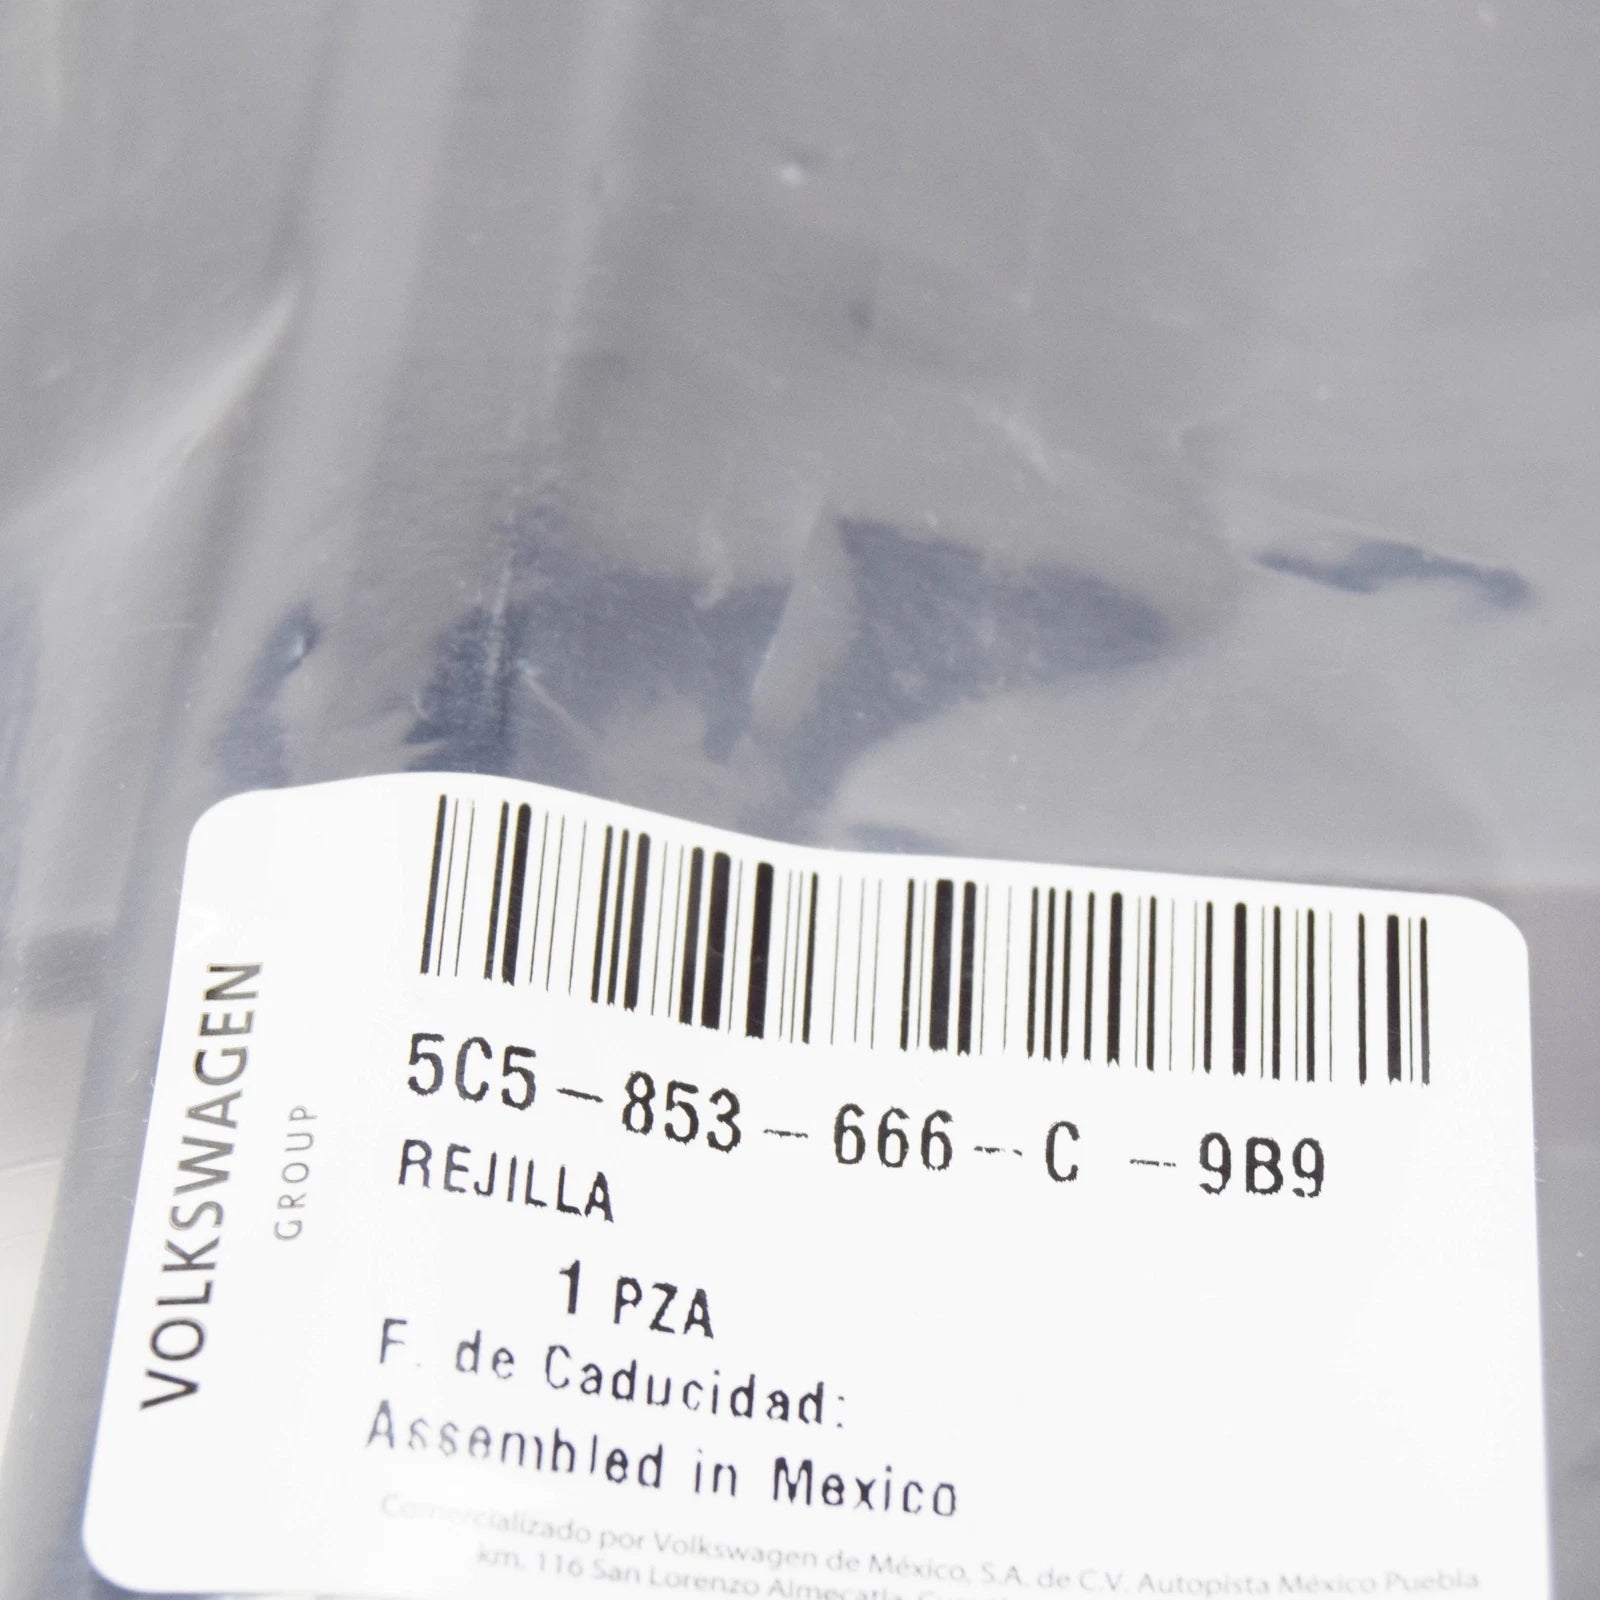 VOLKSWAGEN
GROUP
5C5-853-666-C -9B9
REJILLA
1 PZA
F. de Caducidad:
Assembled in Mexico
Comercializado por Volkswagen de México, S.A. de C.V. Autopista México Puebla
km. 116 San Lorenzo Almecatla,